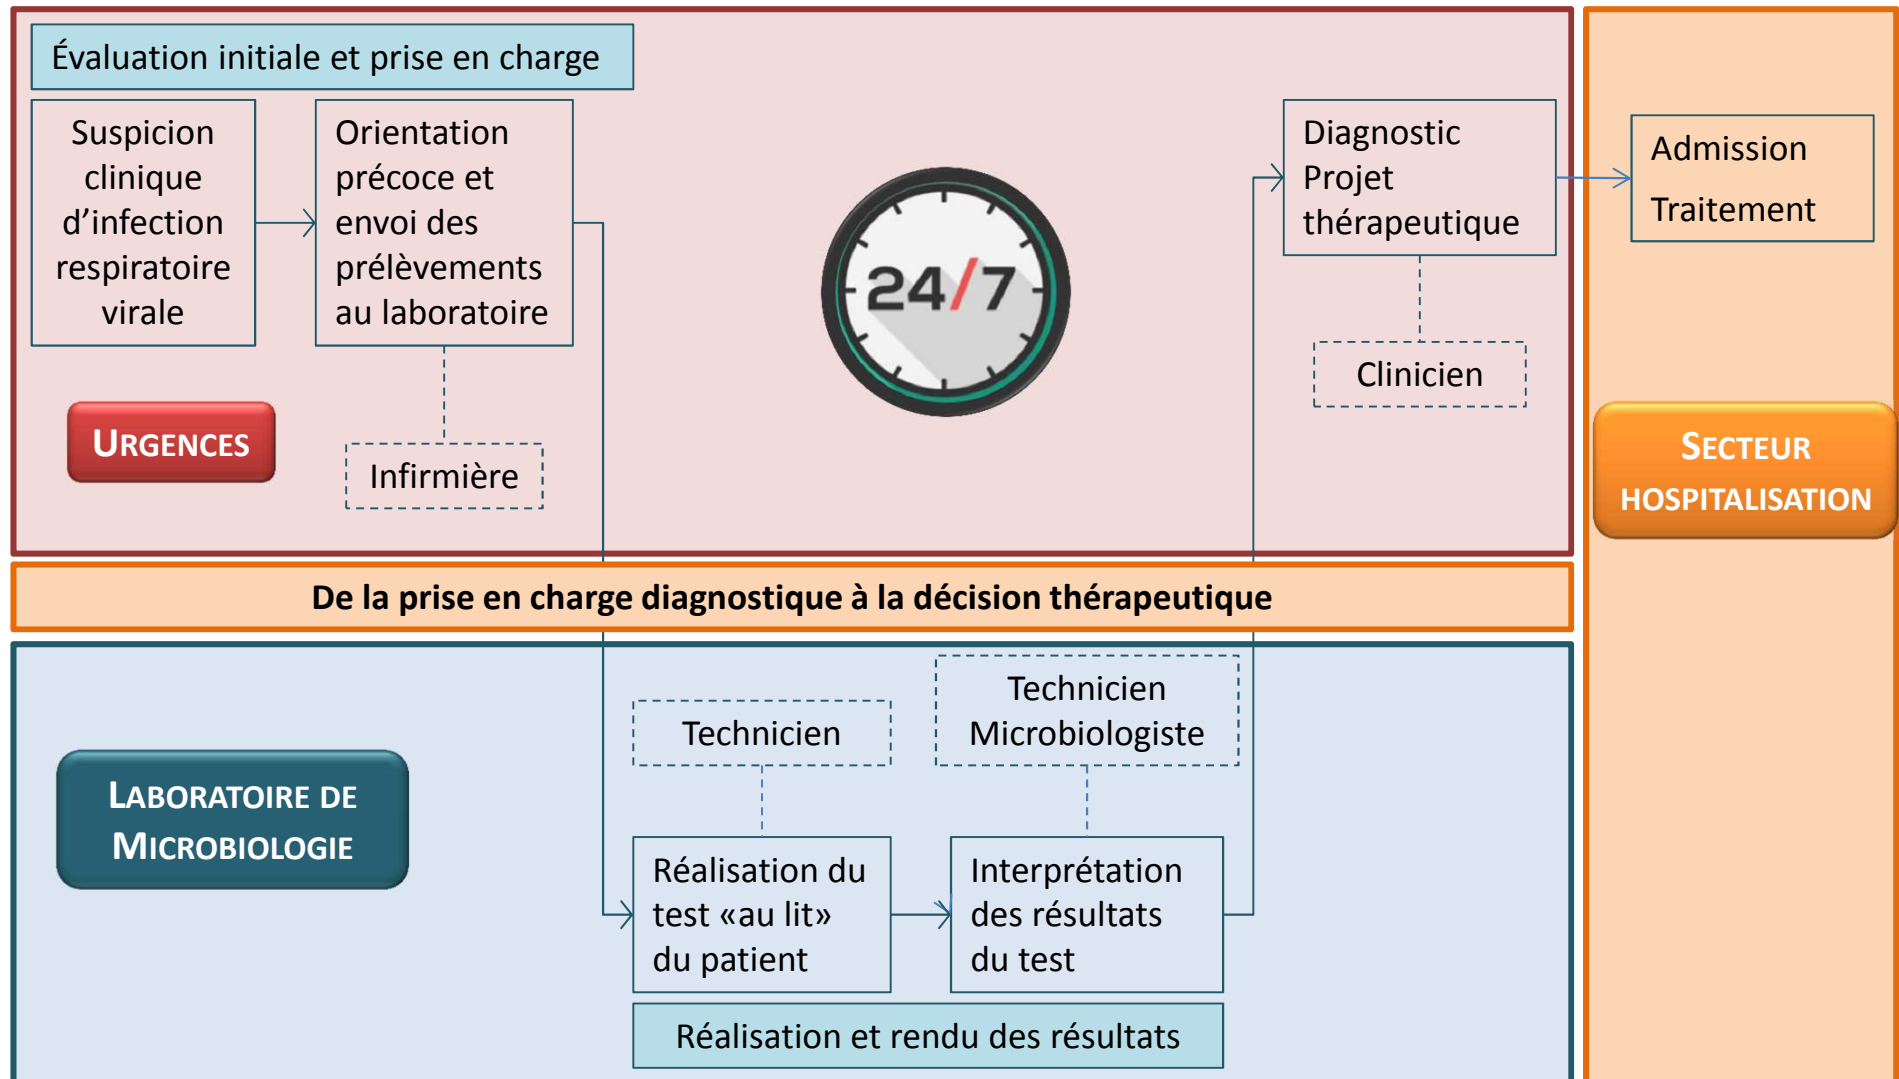 Évaluation initiale et prise en charge
Suspicion
clinique
d’infection
respiratoire
virale
Orientation
précoce et
envoi des
prélèvements
au laboratoire
Infirmière
URGENCES
24/7
Diagnostic
Projet
thérapeutique
Clinicien
Admission
Traitement
SECTEUR
HOSPITALISATION
De la prise en charge diagnostique à la décision thérapeutique
LABORATOIRE DE
MICROBIOLOGIE
Technicien
Technicien
Microbiologiste
Réalisation du
test «au lit»
du patient
Interprétation
des résultats
du test
Réalisation et rendu des résultats